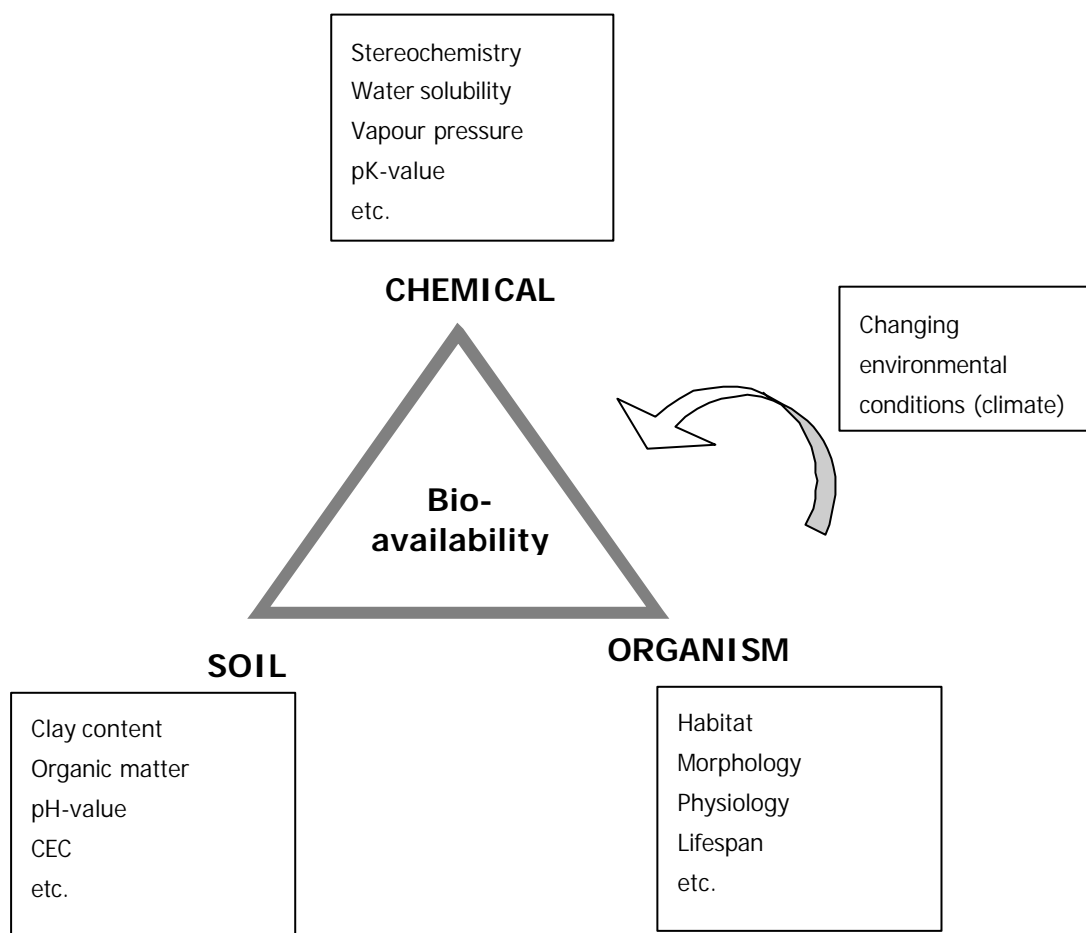 Stereochemistry
Water solubility
Vapour pressure
pK-value
etc.
CHEMICAL
Changing
environmental
conditions (climate)
Bio-
availability
SOIL
ORGANISM
Clay content
Organic matter
pH-value
CEC
etc.
Habitat
Morphology
Physiology
Lifespan
etc.